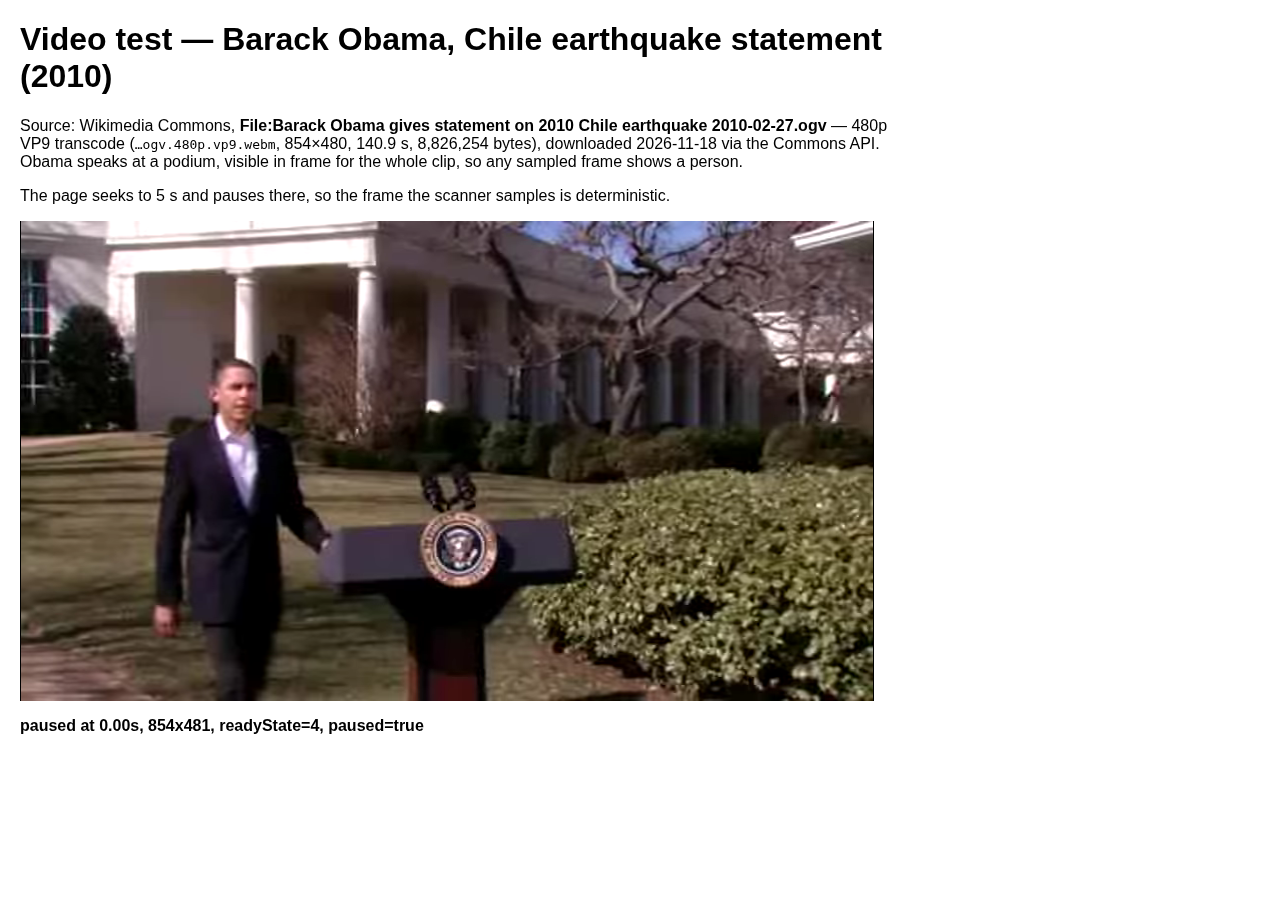 Video test — Barack Obama, Chile earthquake statement
(2010)
Source: Wikimedia Commons, File:Barack Obama gives statement on 2010 Chile earthquake 2010-02-27.ogv — 480p
VP9 transcode (…ogv.480p.vp9.webm, 854×480, 140.9 s, 8,826,254 bytes), downloaded 2026-11-18 via the Commons API.
Obama speaks at a podium, visible in frame for the whole clip, so any sampled frame shows a person.
The page seeks to 5 s and pauses there, so the frame the scanner samples is deterministic.
paused at 0.00s, 854x481, readyState=4, paused=true